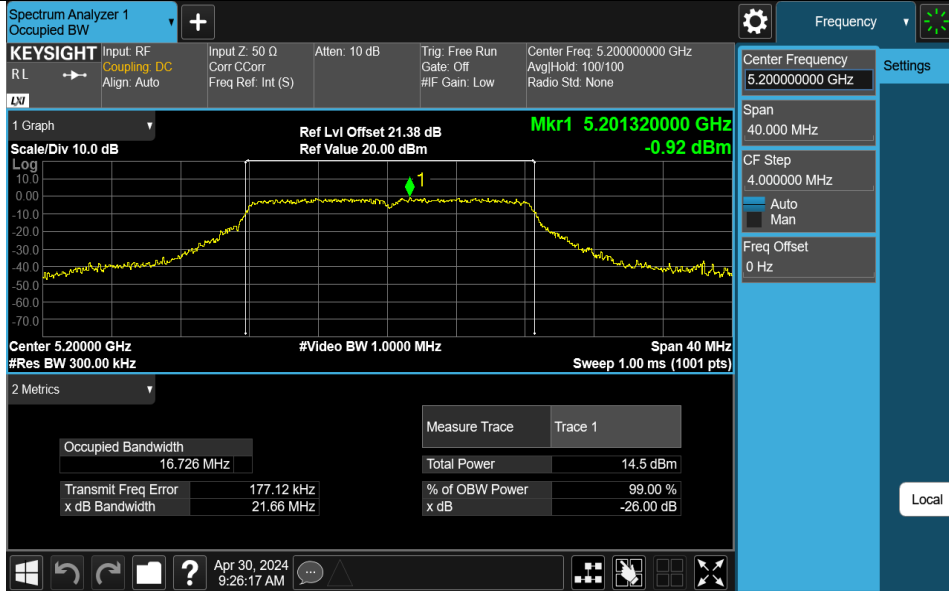 Spectrum Analyzer 1
Occupied BW
+
Frequency
KEYSIGHT
RL
LXI
Input: RF
Coupling: DC
Align: Auto
Input Z: 50 Ω
Corr CCorr
Freq Ref: Int (S)
Atten: 10 dB
Trig: Free Run
Gate: Off
#IF Gain: Low
Center Freq: 5.200000000 GHz
Avg|Hold: 100/100
Radio Std: None
Center Frequency
5.200000000 GHz
Settings
Span
40.000 MHz
CF Step
4.000000 MHz
Auto
Man
Freq Offset
0 Hz
Local
1 Graph
Scale/Div 10.0 dB
Ref Lvl Offset 21.38 dB
Ref Value 20.00 dBm
Mkr1 5.201320000 GHz
-0.92 dBm
Log
10.0
0.00
-10.0
-20.0
-30.0
-40.0
-50.0
-60.0
-70.0
1
Center 5.20000 GHz
#Video BW 1.0000 MHz
Span 40 MHz
#Res BW 300.00 kHz
Sweep 1.00 ms (1001 pts)
2 Metrics
Measure Trace Trace 1
Occupied Bandwidth
16.726 MHz
Total Power 14.5 dBm
Transmit Freq Error 177.12 kHz
% of OBW Power 99.00 %
x dB Bandwidth 21.66 MHz
x dB -26.00 dB
?
Apr 30, 2024
9:26:17 AM